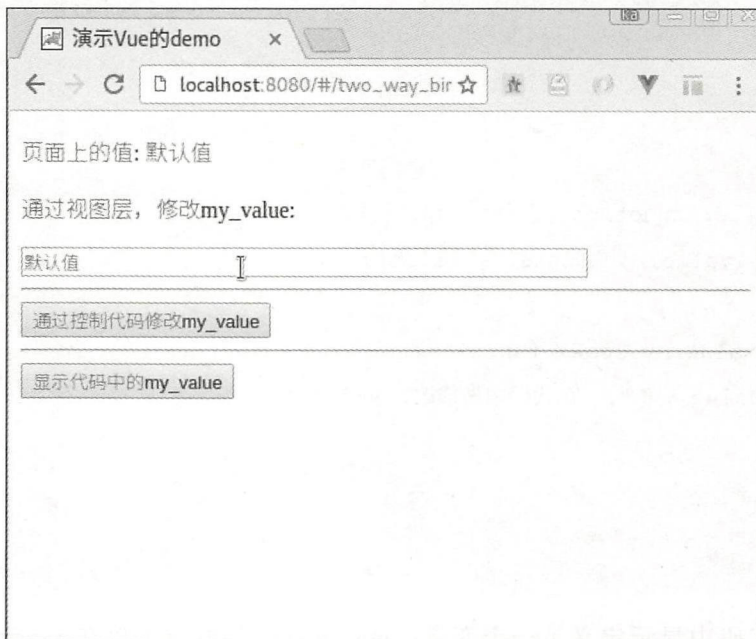 ka
演示Vue的demo
localhost:8080/#/two_way_bir
页面上的值: 默认值
通过视图层，修改my_value:
默认值
通过控制代码修改my_value
显示代码中的my_value